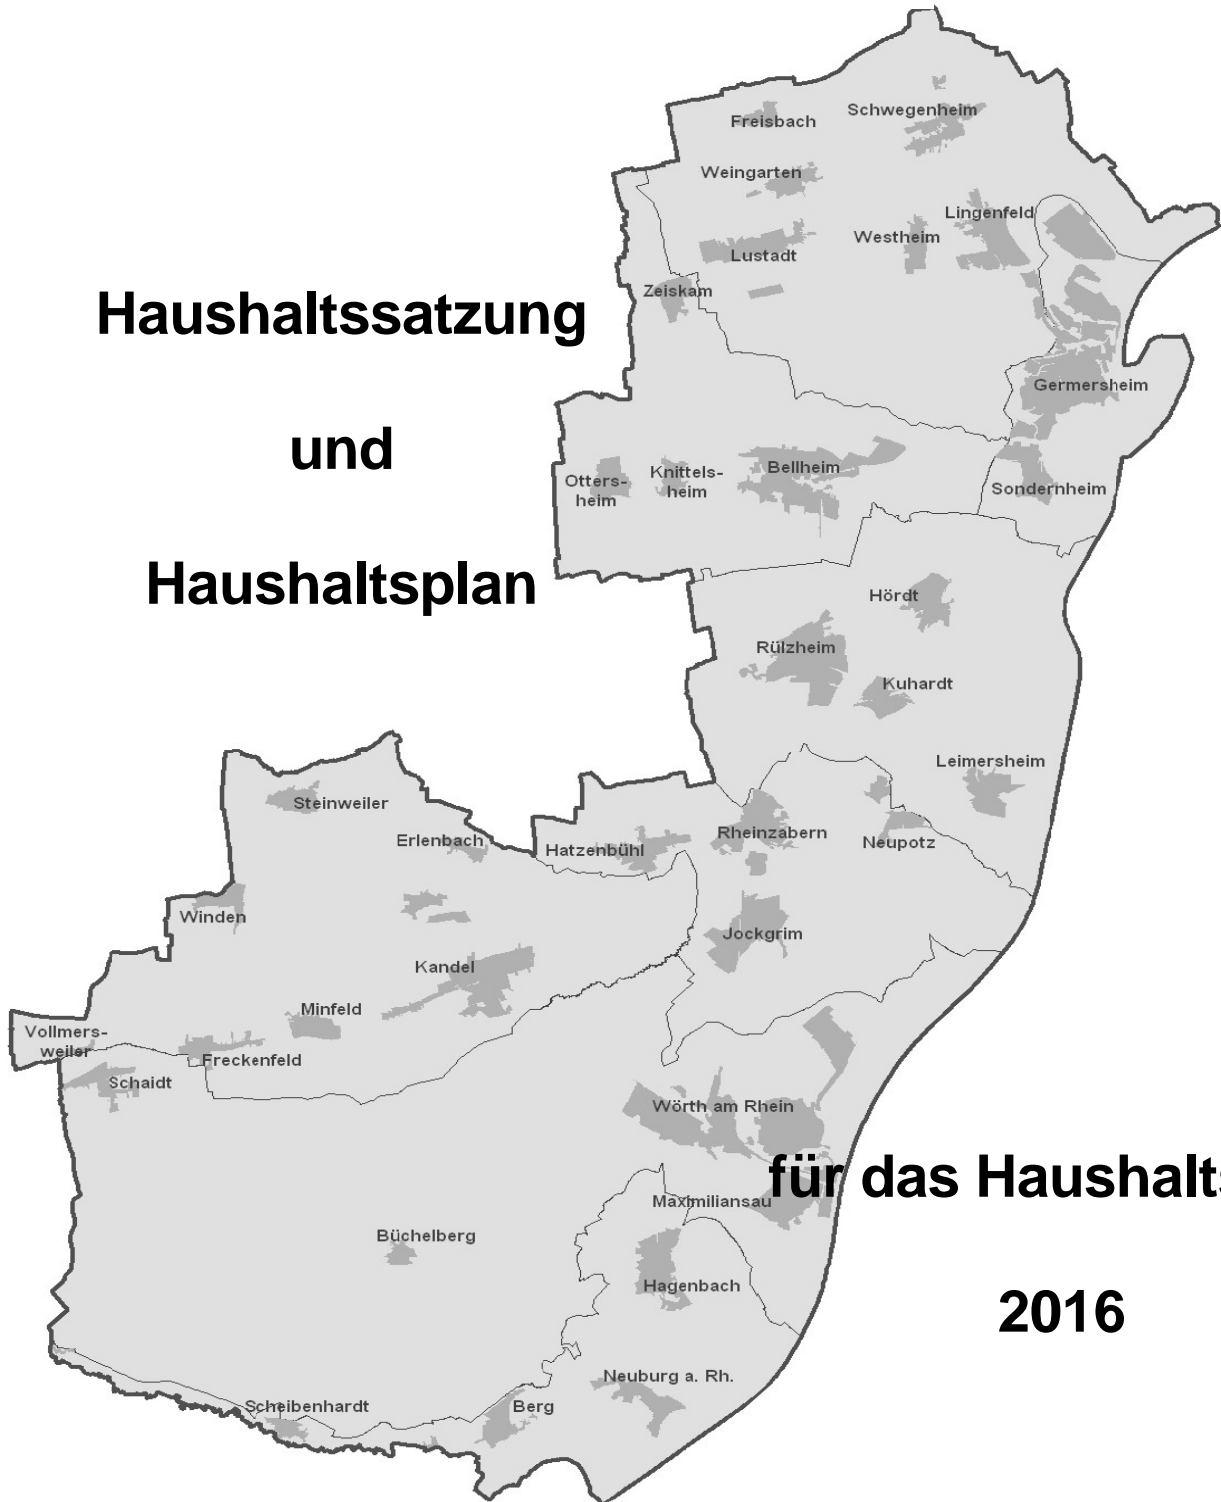 Freisbach
Schwegenheim
Weingarten
Lingenfeld
Westheim
Lustadt
Zeiskam
Haushaltssatzung
Germersheim
und
Bellheim
Knittels-
heim
Otters-
heim
Sondernheim
Haushaltsplan
Hördt
Rülzheim
Kuhardt
Leimersheim
Steinweiler
Rheinzabern
Erlenbach
Neupotz
Hatzenbühl
Winden
Jockgrim
Kandel
Minfeld
Vollmers-
weiler
Freckenfeld
Schaidt
Wörth am Rhein
für das Haushalts
Maximiliansau
Büchelberg
Hagenbach
2016
Neuburg a. Rh.
Scheibenhardt
Berg